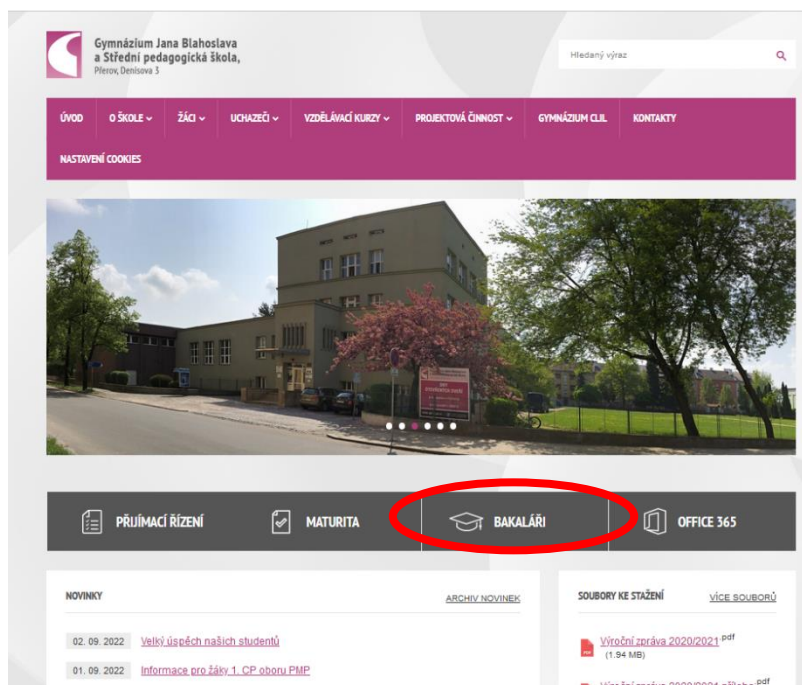 Gymnázium Jana Blahoslava
a Střední pedagogická škola,
Přerov, Denisova 3
Hledaný výraz
ÚVOD O ŠKOLE ŽÁCI UCHAZEČI VZDĚLÁVACÍ KURZY PROJEKTOVÁ ČINNOST GYMNÁZIUM CLIL KONTAKTY
NASTAVENÍ COOKIES
PŘIJÍMACÍ ŘÍZENÍ MATURITA BAKALÁŘI OFFICE 365
NOVINKY ARCHIV NOVINEK
02. 09. 2022 Velký úspěch našich studentů
01. 09. 2022 Informace pro žáky 1. CP oboru PMP
SOUBORY KE STAŽENÍ VÍCE SOUBORŮ
Výroční zpráva 2020/2021 pdf
(1.94 MB)